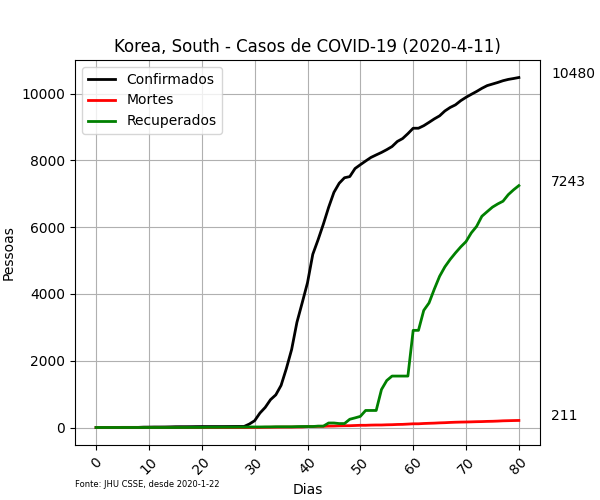 Korea, South - Casos de COVID-19 (2020-4-11)
Confirmados
Mortes
Recuperados
10480
7243
211
Pessoas
10000
8000
6000
4000
2000
0
0
10
20
30
40
50
60
70
80
Dias
Fonte: JHU CSSE, desde 2020-1-22